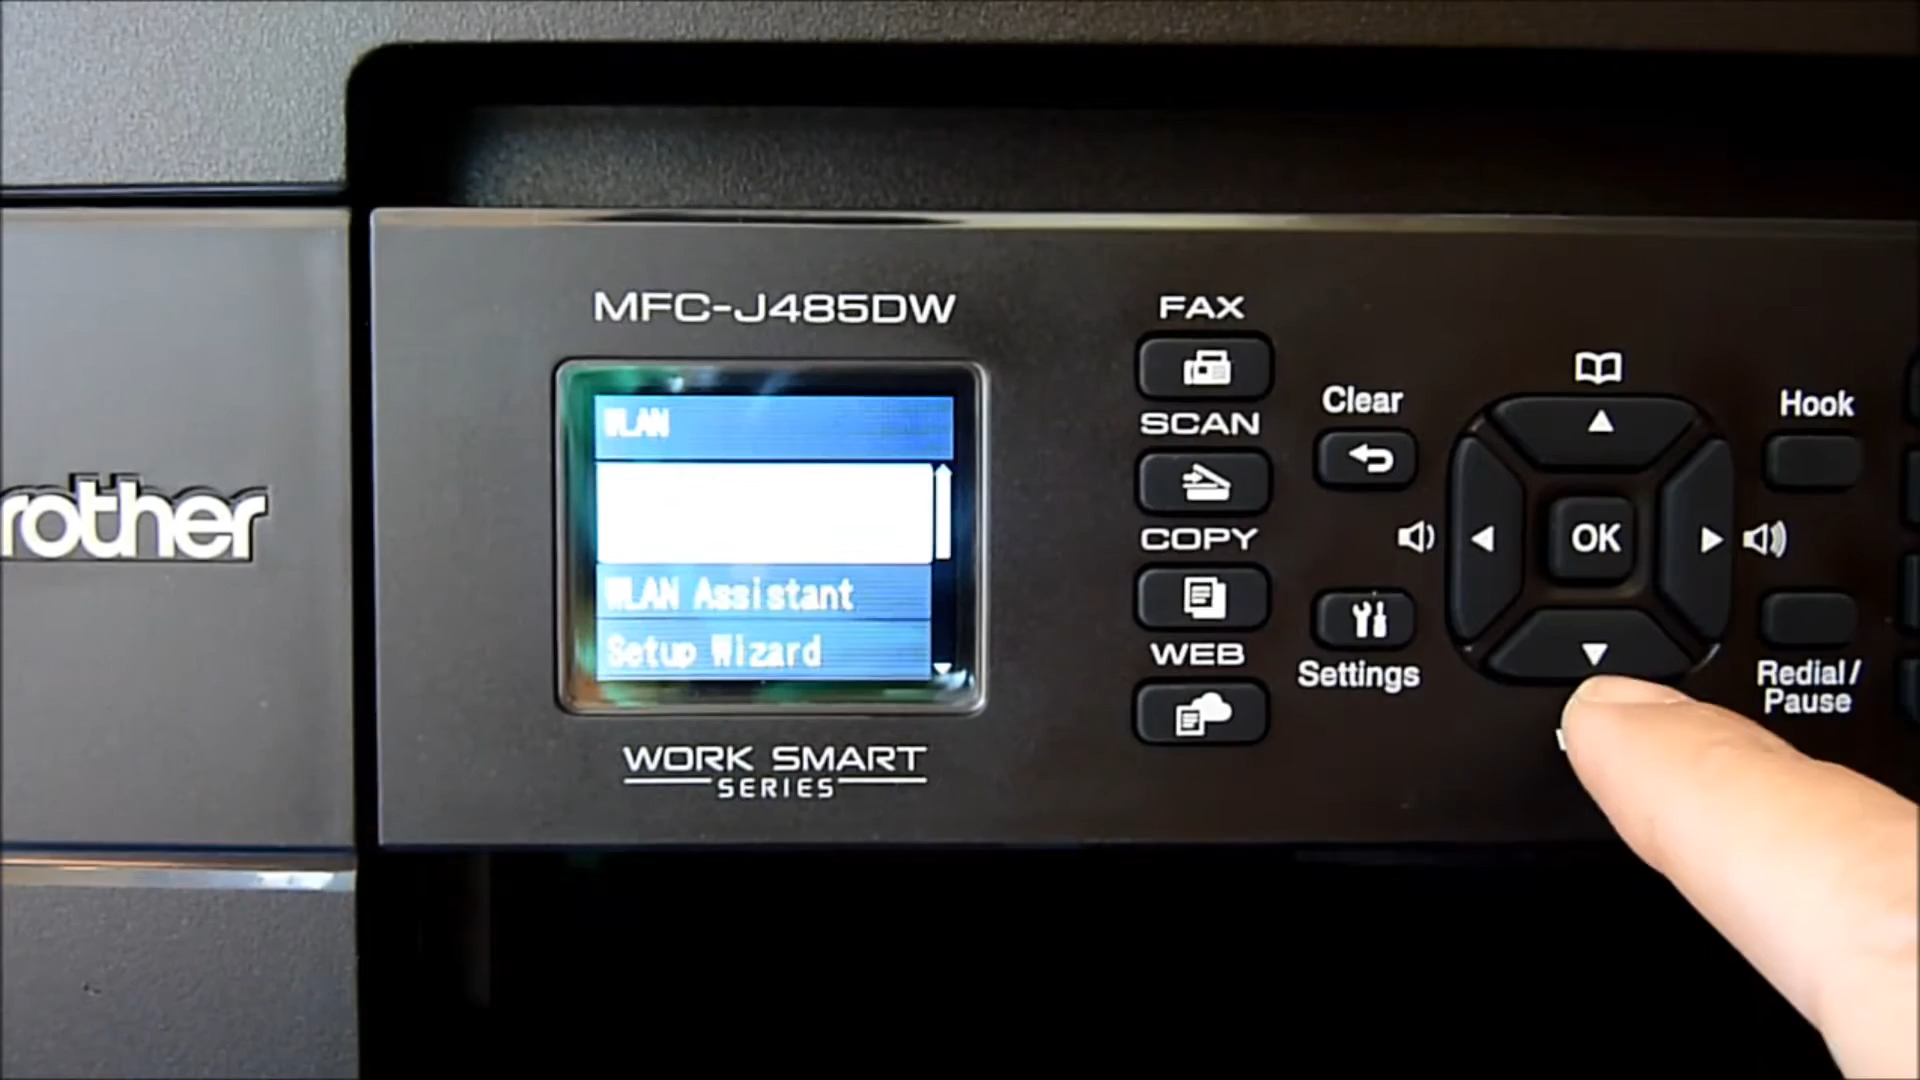 MFC-J485DW
WLAN
WLAN Assistant
Setup Wizard
WORK SMART
SERIES
rother
FAX
SCAN
COPY
WEB
Clear
Settings
OK
Hook
Redial/
Pause